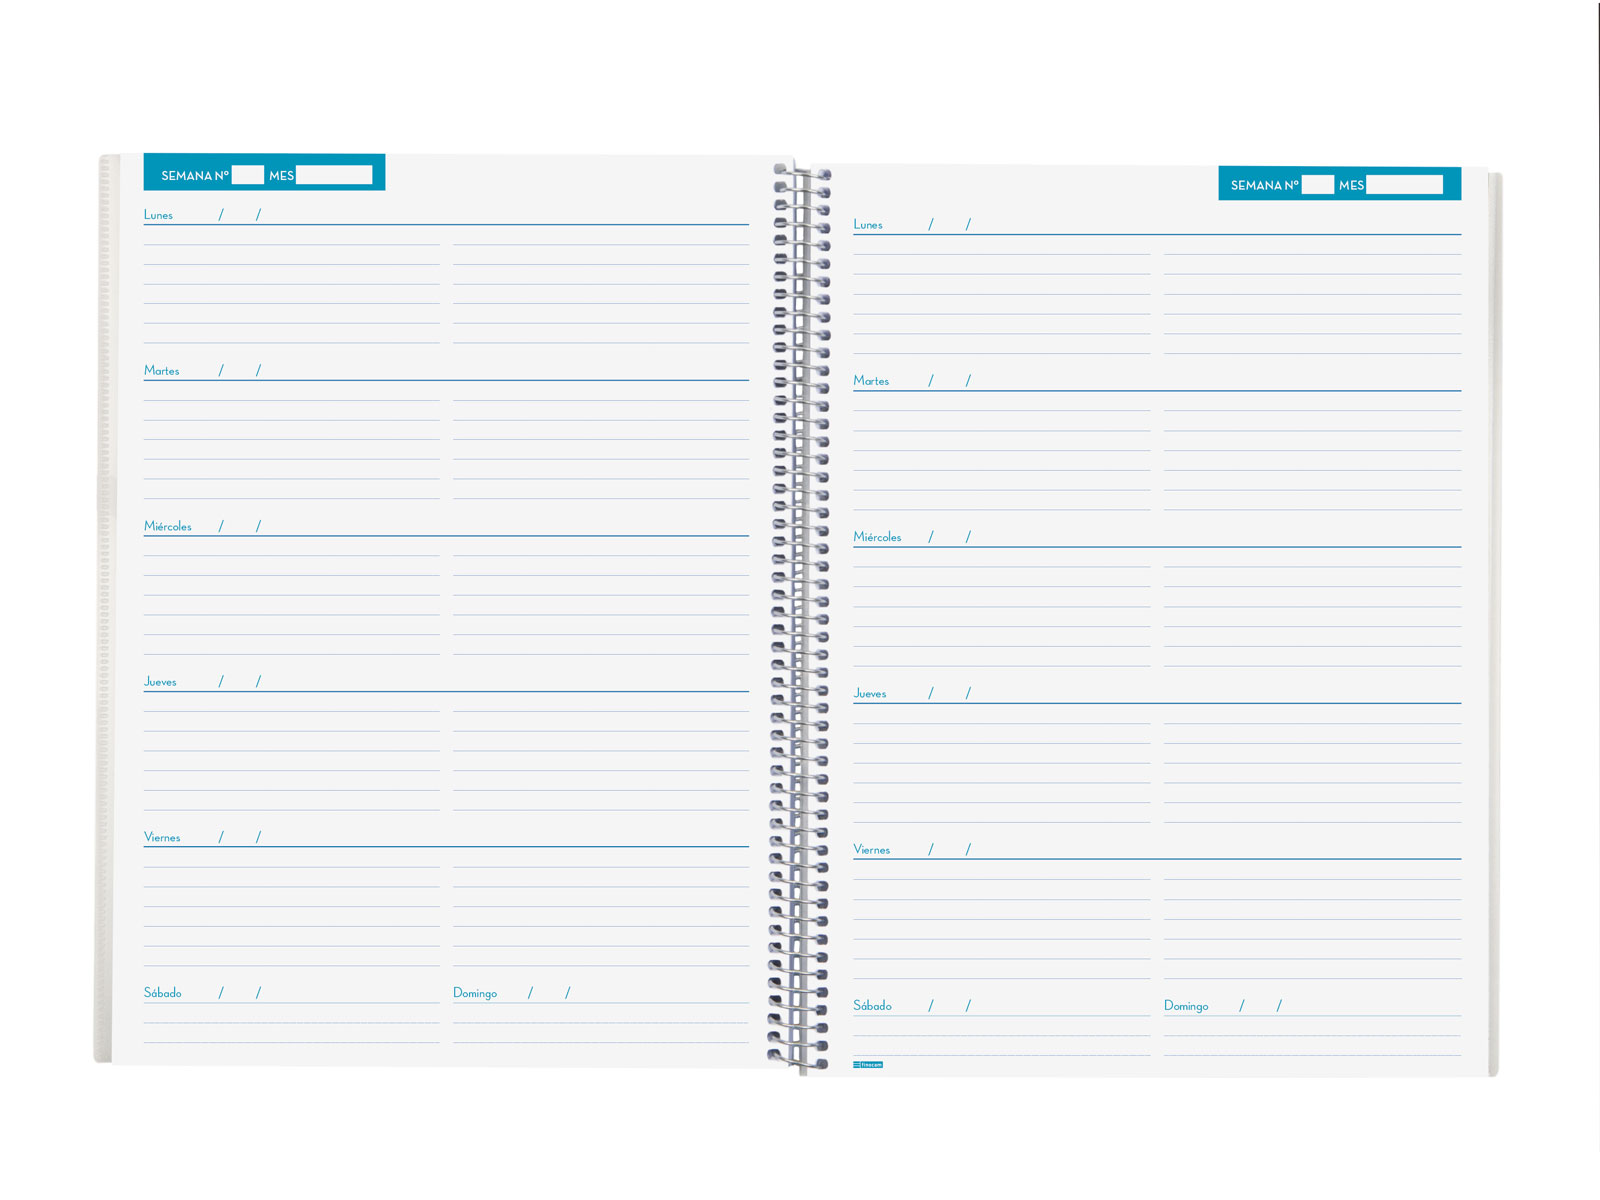 SEMANA Nº MES
Lunes / /
Martes / /
Miércoles / /
Jueves / /
Viernes / /
Sábado / / Domingo / /
SEMANA Nº MES
Lunes / /
Martes / /
Miércoles / /
Jueves / /
Viernes / /
Sábado / / Domingo / /
finocam